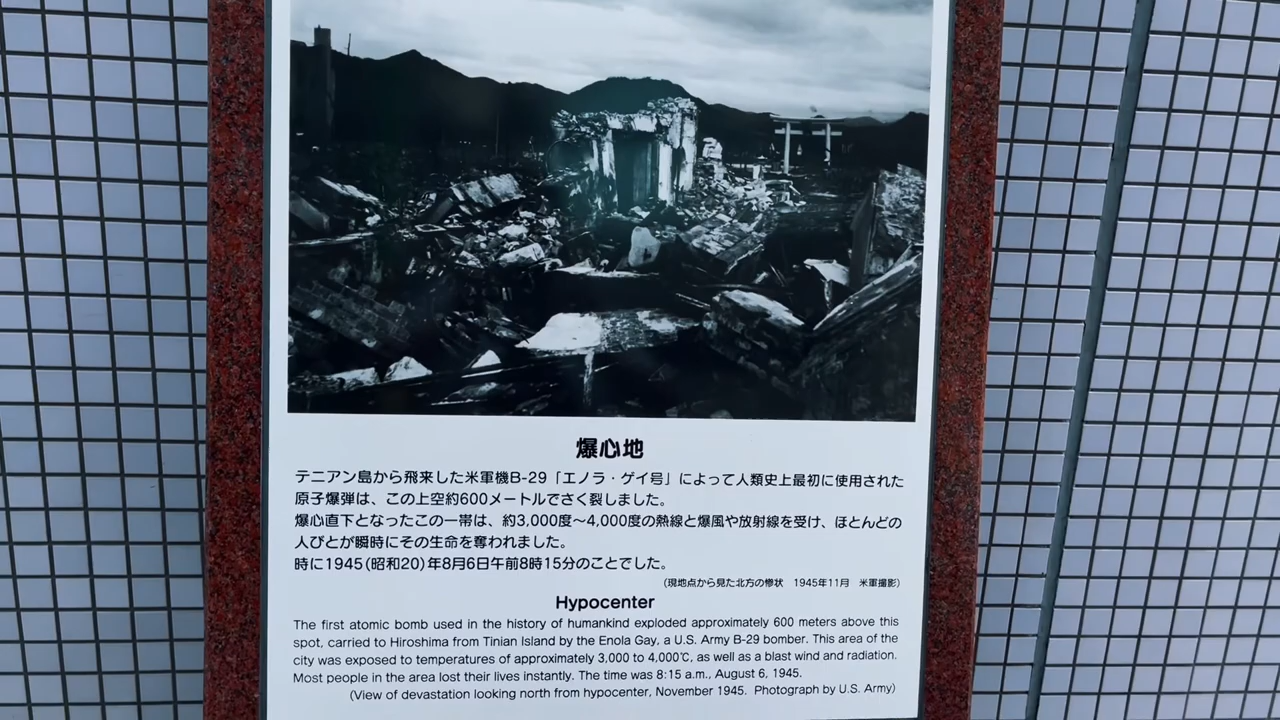 爆心地
テニアン島から飛来した米軍機B-29「エノラ・ゲイ号」によって人類史上最初に使用された
原子爆弾は、この上空約600メートルでさく裂しました。
爆心直下となったこの一帯は、約3,000度～4,000度の熱線と爆風や放射線を受け、ほとんどの
人びとが瞬時にその生命を奪われました。
時に1945(昭和20)年8月6日午前8時15分のことでした。
(現地点から見た北方の惨状　1945年11月　米軍撮影)
Hypocenter
The first atomic bomb used in the history of humankind exploded approximately 600 meters above this
spot, carried to Hiroshima from Tinian Island by the Enola Gay, a U.S. Army B-29 bomber. This area of the
city was exposed to temperatures of approximately 3,000 to 4,000℃, as well as a blast wind and radiation.
Most people in the area lost their lives instantly. The time was 8:15 a.m., August 6, 1945.
(View of devastation looking north from hypocenter, November 1945. Photograph by U.S. Army)